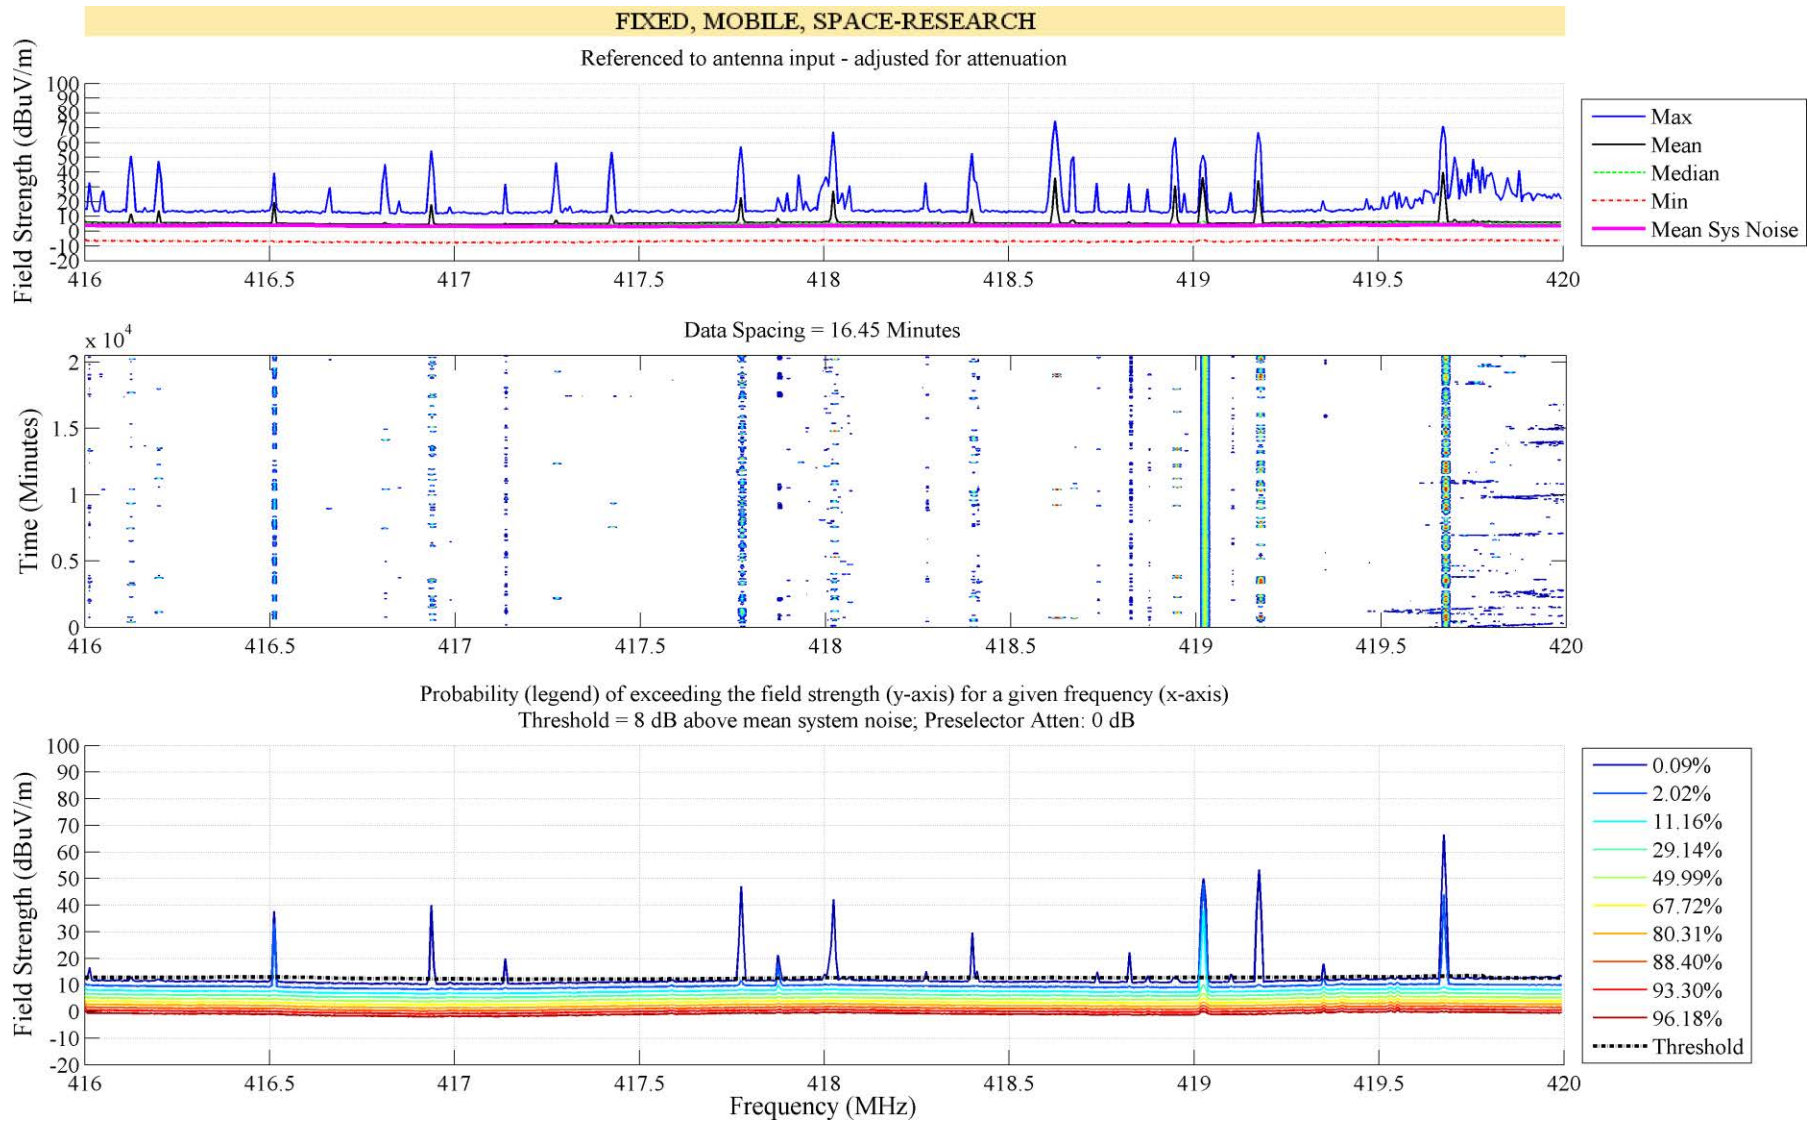 FIXED, MOBILE, SPACE-RESEARCH
Referenced to antenna input - adjusted for attenuation
Field Strength (dBuV/m)
100
90
80
70
60
50
40
30
20
10
0
-10
-20
416 416.5 417 417.5 418 418.5 419 419.5 420
Max
Mean
Median
Min
Mean Sys Noise
Data Spacing = 16.45 Minutes
x 10^4
Time (Minutes)
2
1.5
1
0.5
0
416 416.5 417 417.5 418 418.5 419 419.5 420
Probability (legend) of exceeding the field strength (y-axis) for a given frequency (x-axis)
Threshold = 8 dB above mean system noise; Preselector Atten: 0 dB
Field Strength (dBuV/m)
100
90
80
70
60
50
40
30
20
10
0
-10
-20
416 416.5 417 417.5 418 418.5 419 419.5 420
Frequency (MHz)
0.09%
2.02%
11.16%
29.14%
49.99%
67.72%
80.31%
88.40%
93.30%
96.18%
Threshold